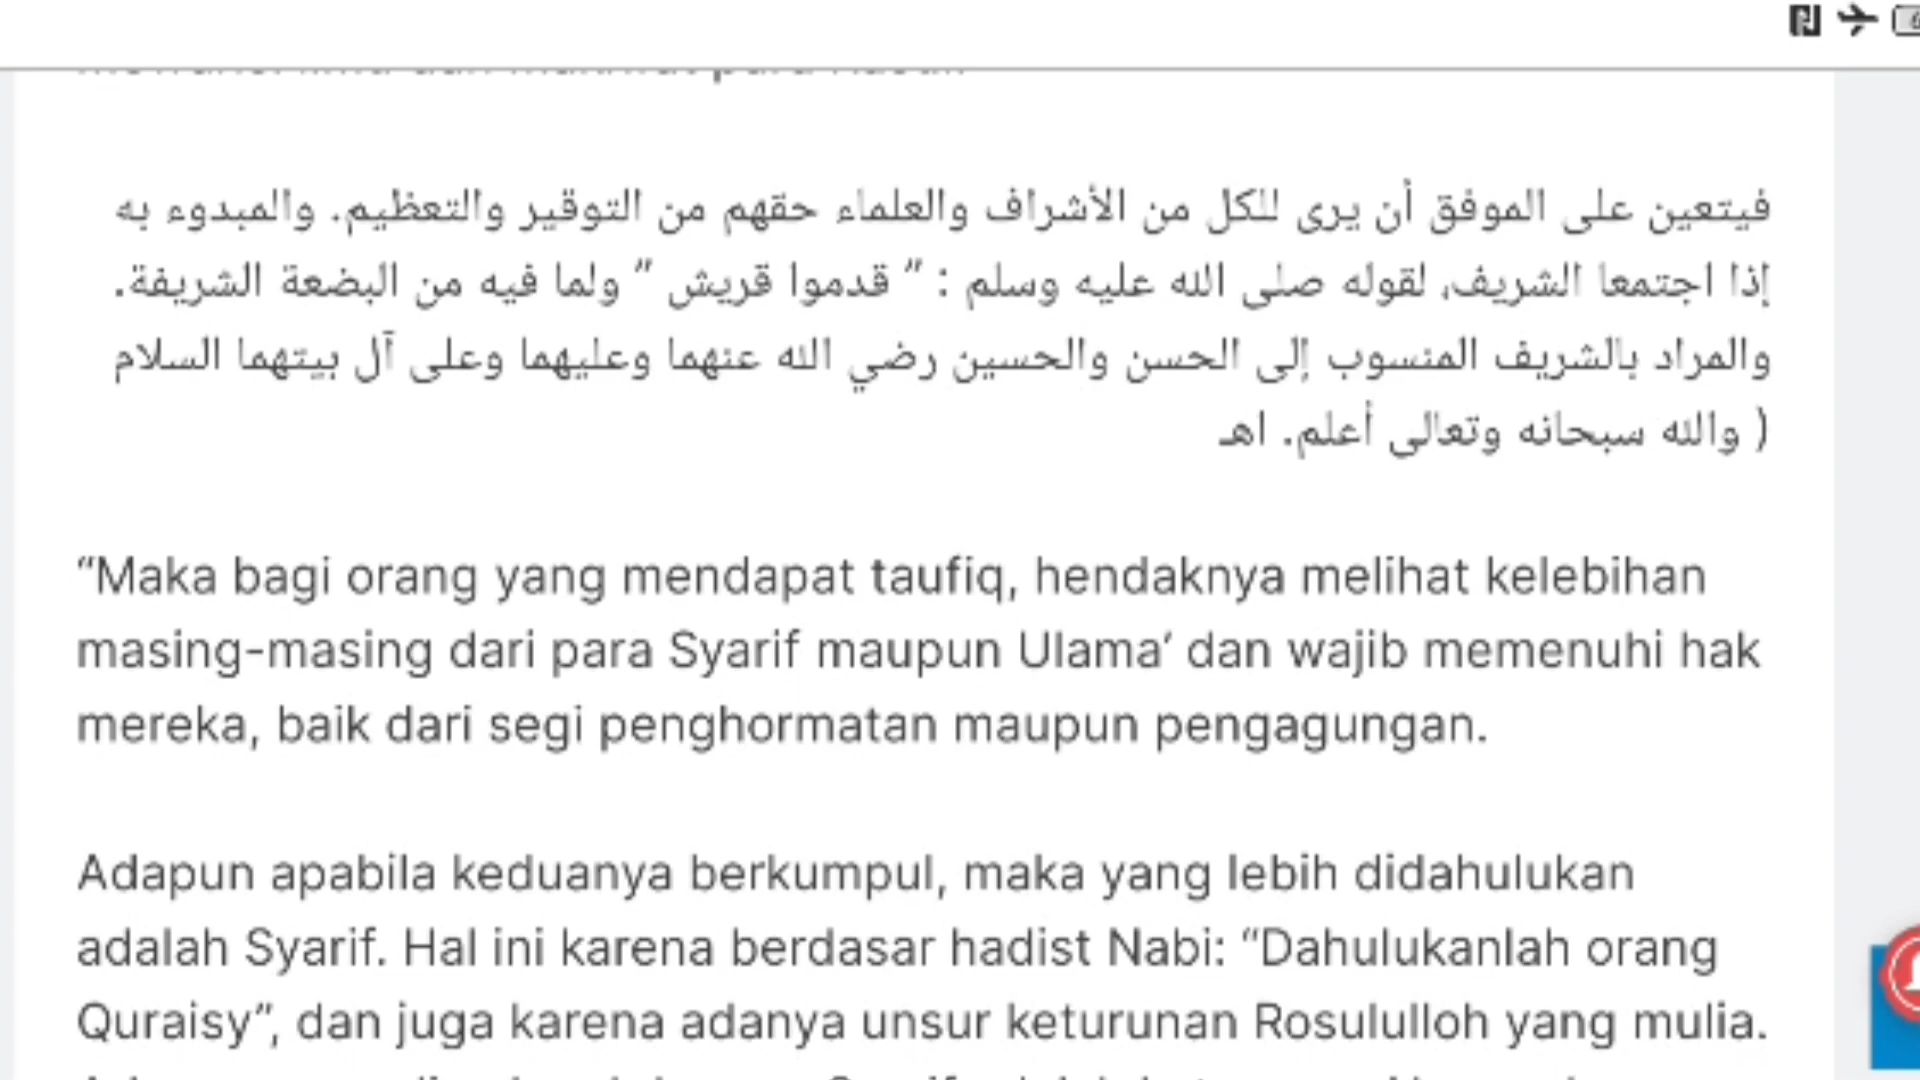 فيتعين على الموفق أن يرى للكل من الأشراف والعلماء حقهم من التوقير والتعظيم. والمبدوء به
إذا اجتمعا الشريف، لقوله صلى الله عليه وسلم : ” قدموا قريش ” ولما فيه من البضعة الشريفة.
والمراد بالشريف المنسوب إلى الحسن والحسين رضي الله عنهما وعليهما وعلى آل بيتهما السلام
( والله سبحانه وتعالى أعلم. اهـ
“Maka bagi orang yang mendapat taufiq, hendaknya melihat kelebihan
masing-masing dari para Syarif maupun Ulama’ dan wajib memenuhi hak
mereka, baik dari segi penghormatan maupun pengagungan.
Adapun apabila keduanya berkumpul, maka yang lebih didahulukan
adalah Syarif. Hal ini karena berdasar hadist Nabi: “Dahulukanlah orang
Quraisy”, dan juga karena adanya unsur keturunan Rosululloh yang mulia.